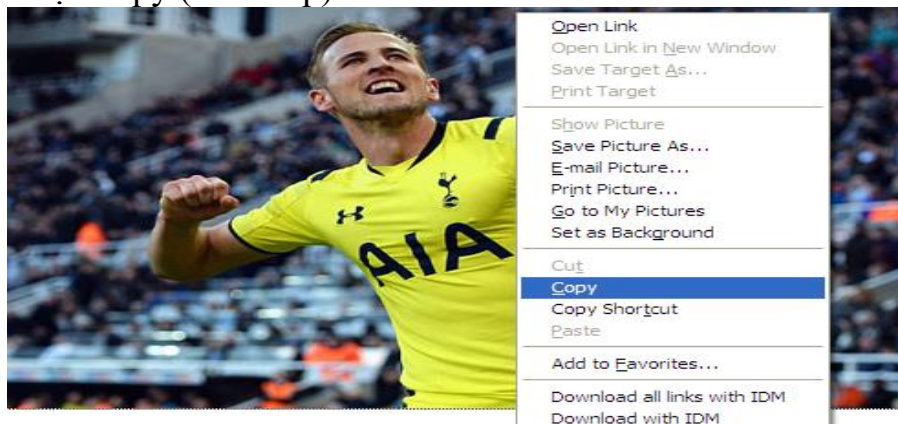 AIA
Open Link
Open Link in New Window
Save Target As...
Print Target
Show Picture
Save Picture As...
E-mail Picture...
Print Picture...
Go to My Pictures
Set as Background
Cut
Copy
Copy Shortcut
Paste
Add to Favorites...
Download all links with IDM
Download with IDM